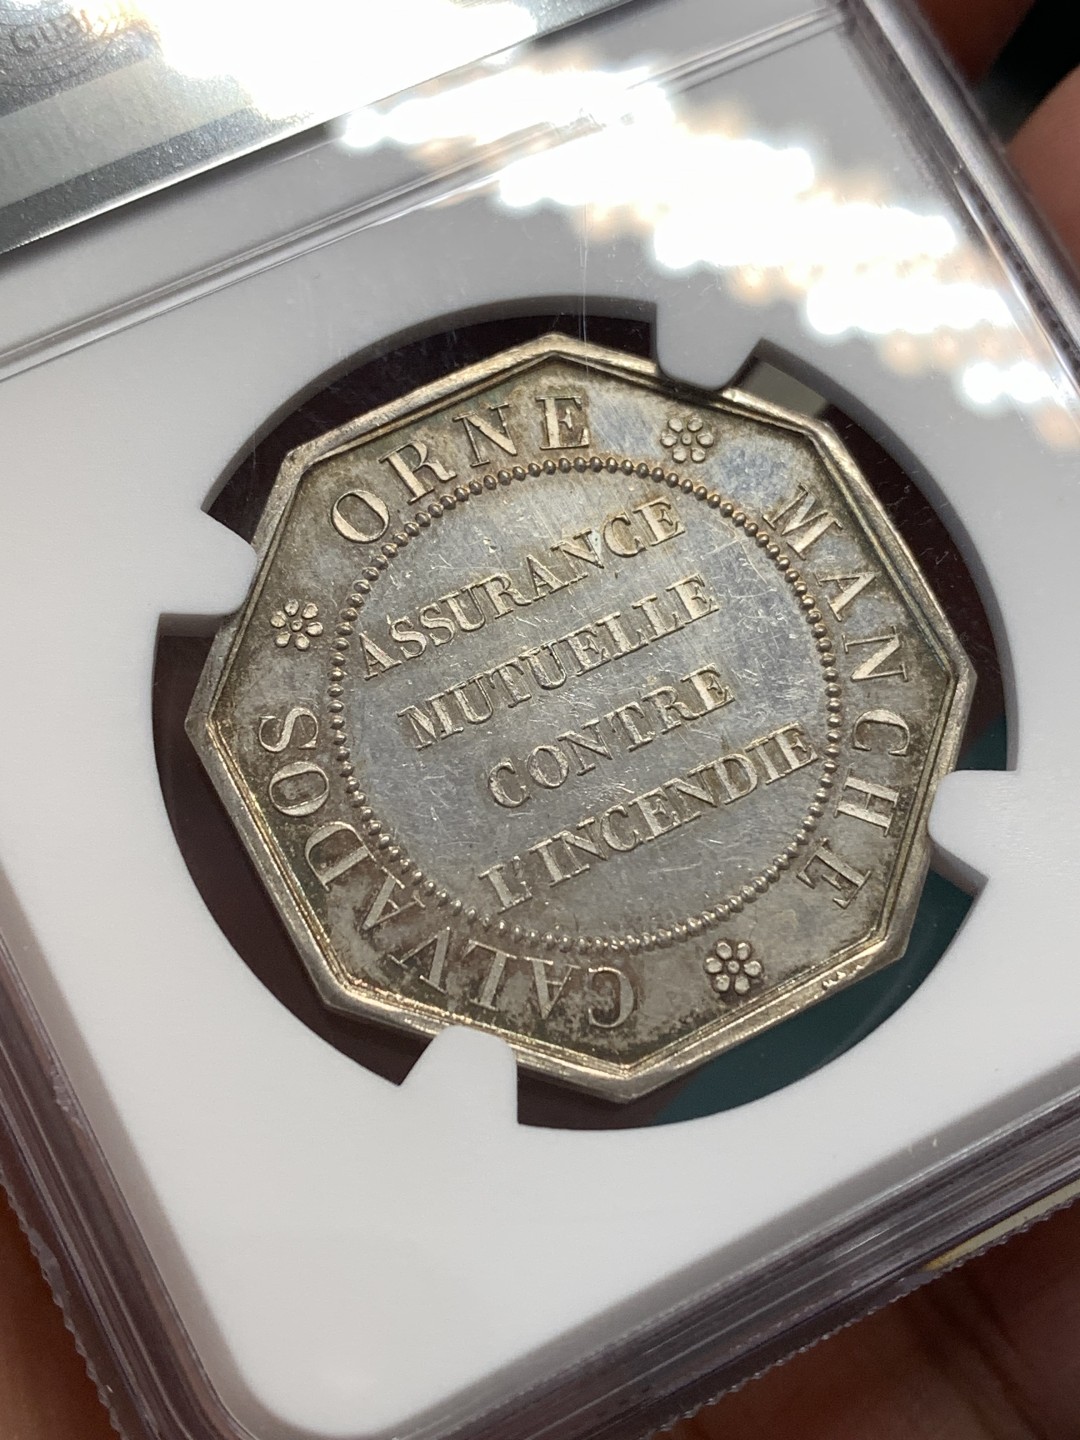 ORNE
MANCHE
CALVADOS
ASSURANCE
MUTUELLE
CONTRE
L'INCENDIE